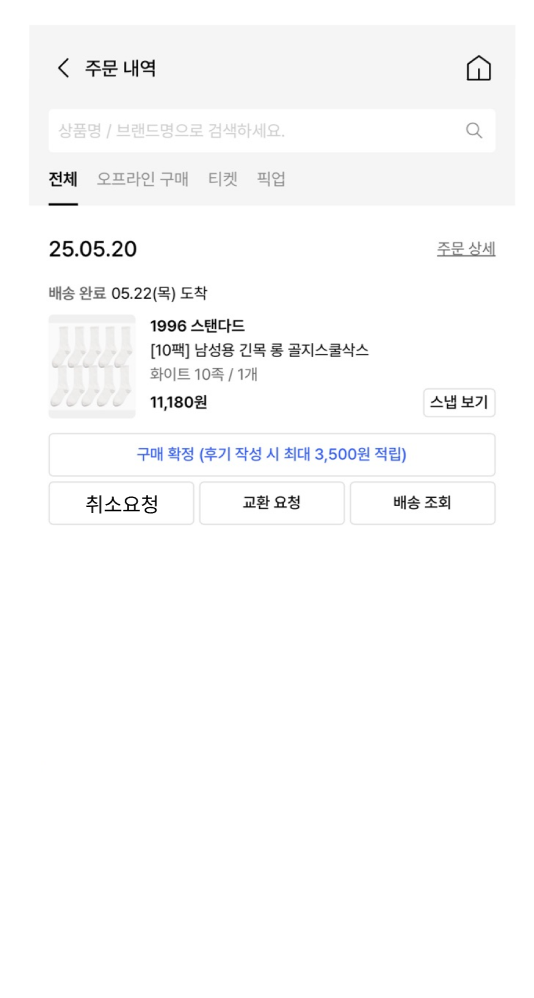 주문 내역
상품명 / 브랜드명으로 검색하세요.
전체 오프라인 구매 티켓 픽업
25.05.20 주문 상세
배송 완료 05.22(목) 도착
1996 스탠다드
[10팩] 남성용 긴목 롱 골지스쿨삭스
화이트 10족 / 1개
11,180원 스냅 보기
구매 확정 (후기 작성 시 최대 3,500원 적립)
취소요청 교환 요청 배송 조회